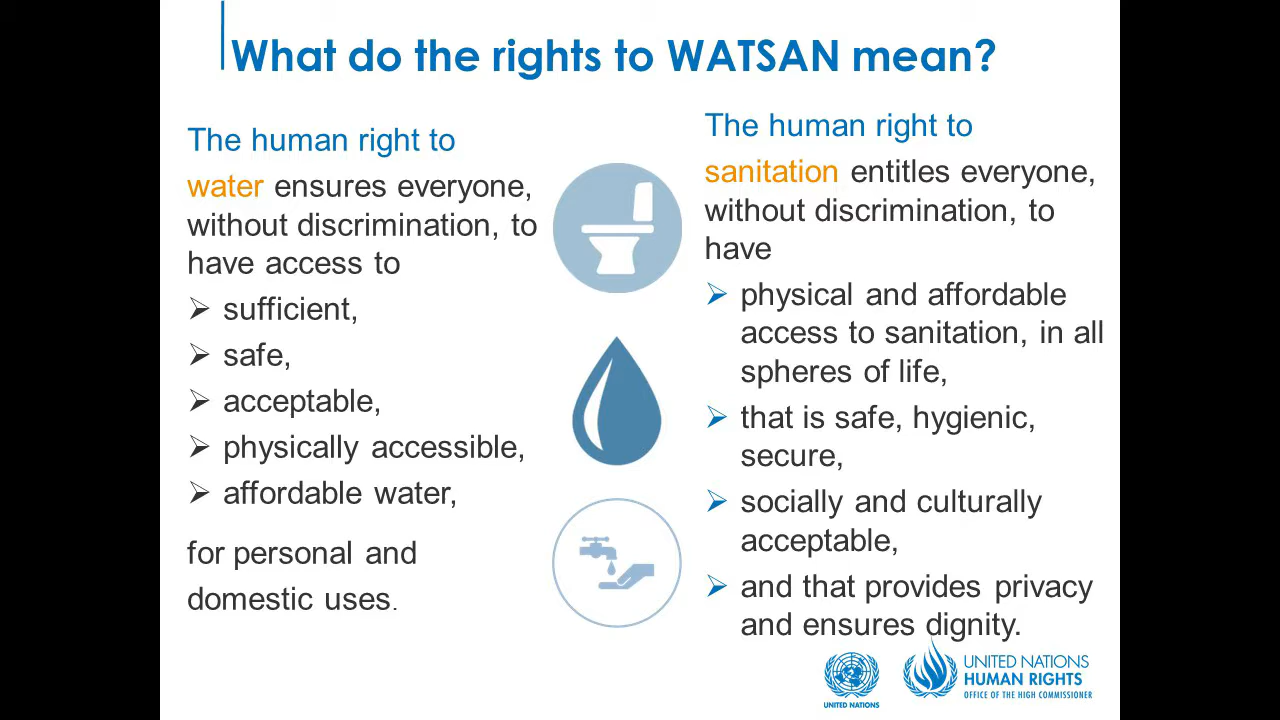 What do the rights to WATSAN mean?
The human right to
water ensures everyone,
without discrimination, to
have access to
➢ sufficient,
➢ safe,
➢ acceptable,
➢ physically accessible,
➢ affordable water,
for personal and
domestic uses.
The human right to
sanitation entitles everyone,
without discrimination, to
have
➢ physical and affordable
access to sanitation, in all
spheres of life,
➢ that is safe, hygienic,
secure,
➢ socially and culturally
acceptable,
➢ and that provides privacy
and ensures dignity.
UNITED NATIONS
UNITED NATIONS
HUMAN RIGHTS
OFFICE OF THE HIGH COMMISSIONER